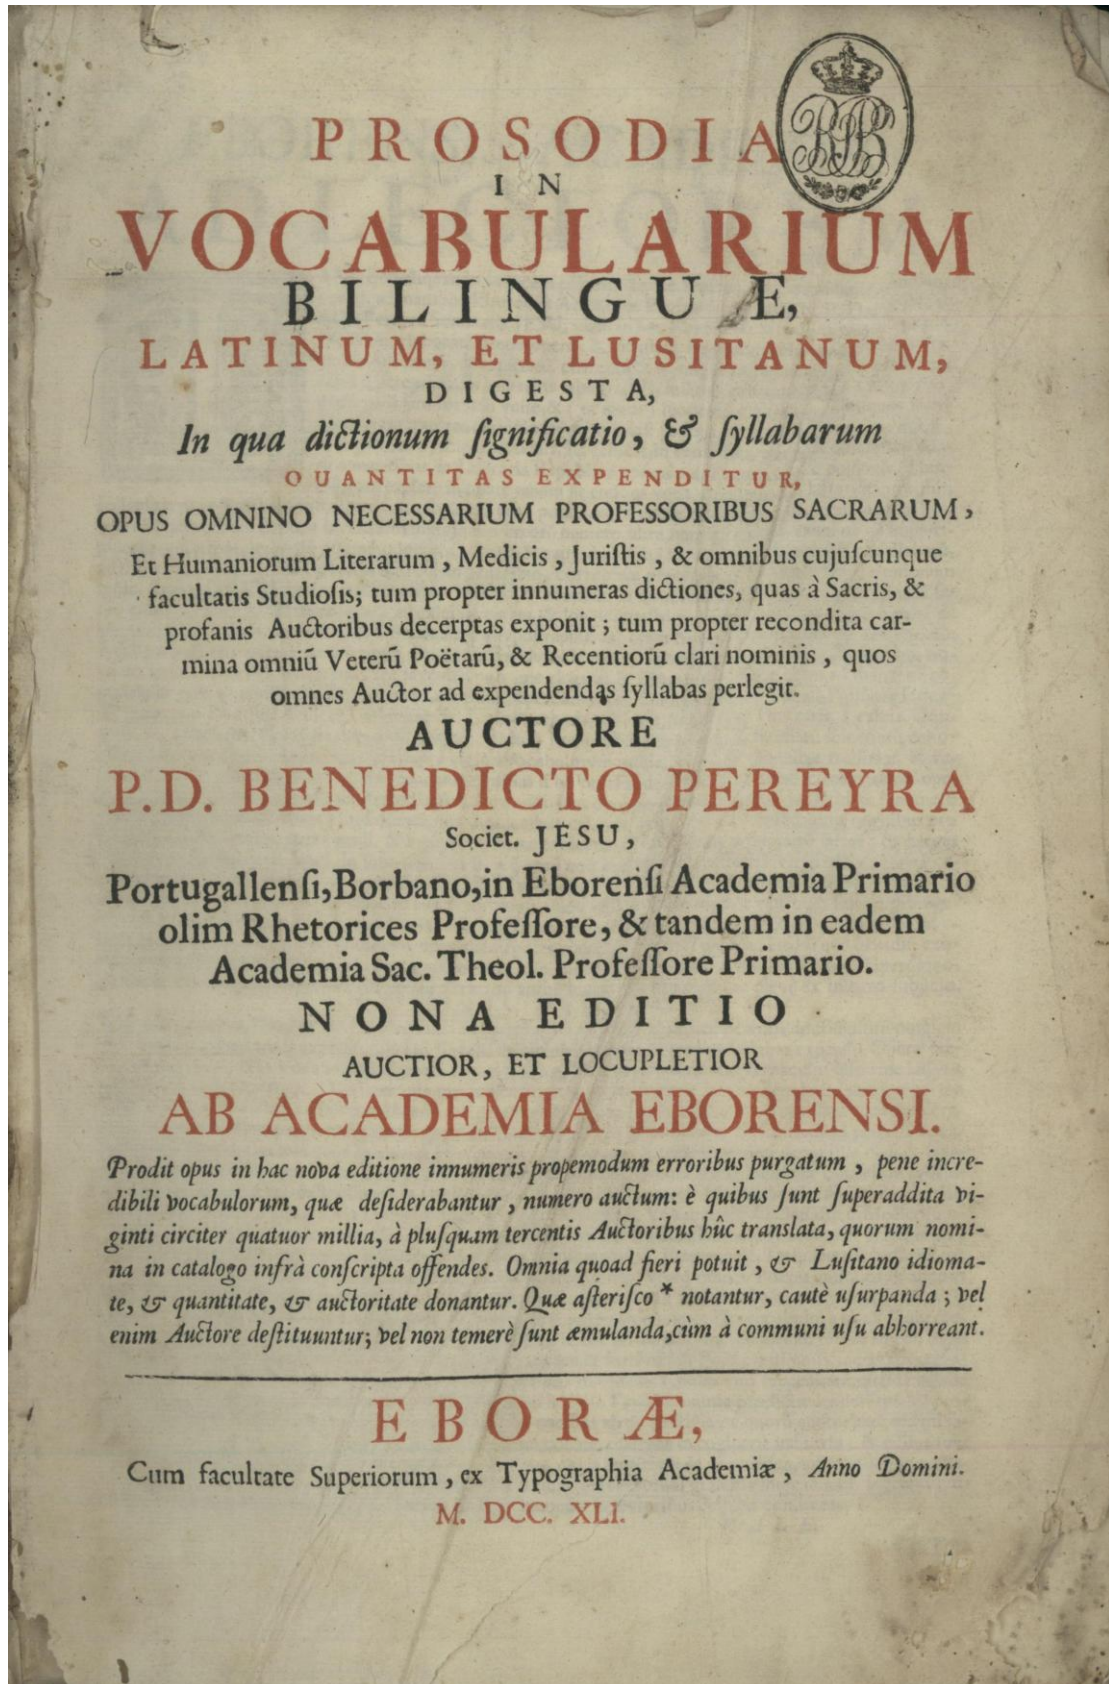 PROSODIA
IN
VOCABULARIUM
BILINGUÆ,
LATINUM, ET LUSITANUM,
DIGESTA,
In qua dictionum ſignificatio, & ſyllabarum
QUANTITAS EXPENDITUR,
OPUS OMNINO NECESSARIUM PROFESSORIBUS SACRARUM,
Et Humaniorum Literarum, Medicis, Juriſtis, & omnibus cujuſcunque
facultatis Studioſis; tum propter innumeras dictiones, quas à Sacris, &
profanis Auctoribus decerptas exponit; tum propter recondita car-
mina omniū Veterū Poëtarū, & Recentiorū clari nominis, quos
omnes Auctor ad expendendas ſyllabas perlegit.
AUCTORE
P.D. BENEDICTO PEREYRA
Societ. JESU,
Portugallenſi, Borbano, in Eborenſi Academia Primario
olim Rhetorices Profeſſore, & tandem in eadem
Academia Sac. Theol. Profeſſore Primario.
NONA EDITIO
AUCTIOR, ET LOCUPLETIOR
AB ACADEMIA EBORENSI.
Prodit opus in hac nova editione innumeris propemodum erroribus purgatum, pene incre-
dibili vocabulorum, quæ deſiderabantur, numero auctum: è quibus ſunt ſuperaddita vi-
ginti circiter quatuor millia, à pluſquam tercentis Auctoribus hûc translata, quorum nomi-
na in catalogo infrà conſcripta offendes. Omnia quoad fieri potuit, & Luſitano idioma-
te, & quantitate, & auctoritate donantur. Quæ aſteriſco * notantur, cautè uſurpanda; vel
enim Auctore deſtituuntur; vel non temerè ſunt æmulanda, cùm à communi uſu abhorreant.
EBORÆ,
Cum facultate Superiorum, ex Typographia Academiæ, Anno Domini.
M. DCC. XLI.